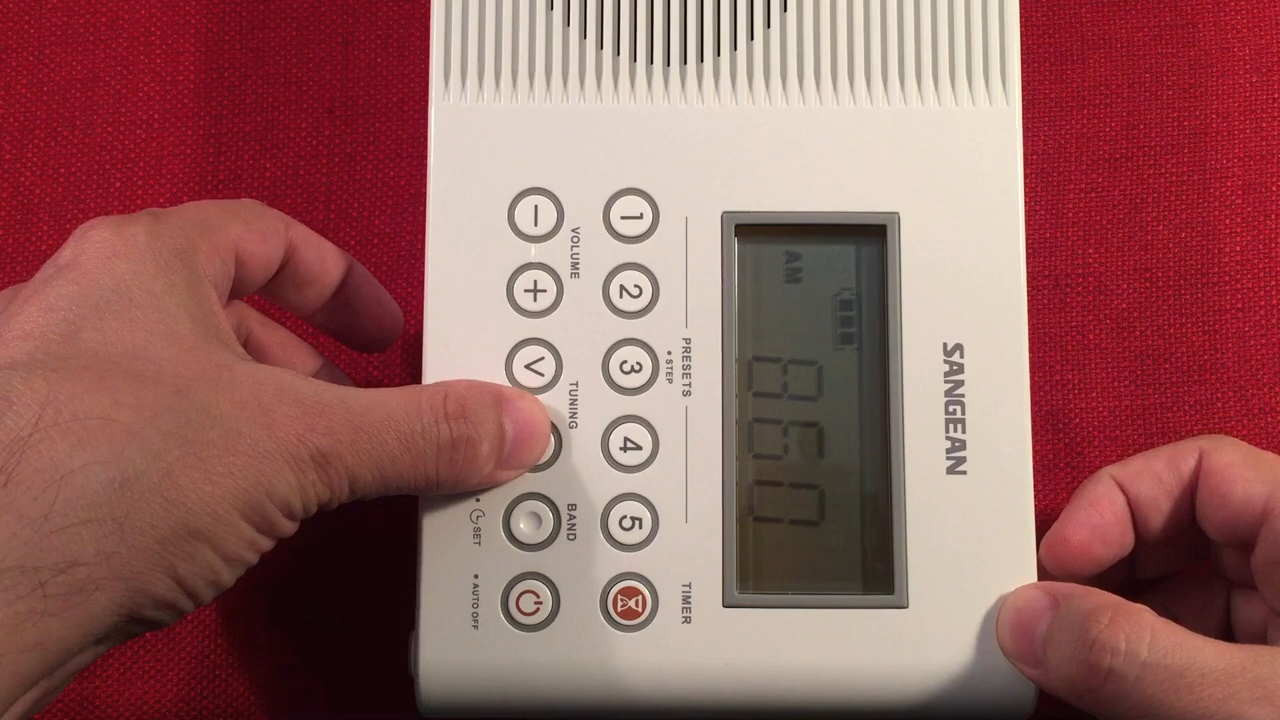 SANGEAN
AM
860
PRESETS
• STEP
TIMER
1 2 3 4 5
VOLUME TUNING BAND
− + ∨
• SET • AUTO OFF